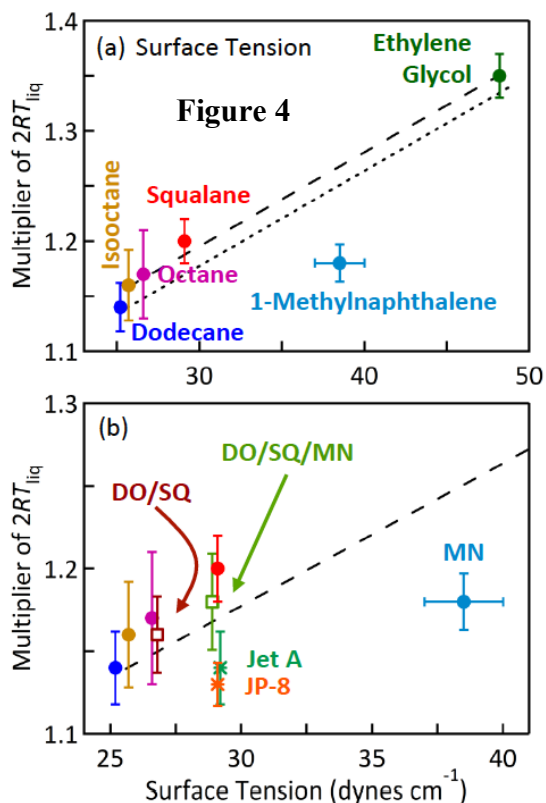 1.4
(a) Surface Tension
Ethylene
Glycol
Figure 4
1.3
Multiplier of 2RT_liq
Isooctane
Squalane
1.2
Octane
1-Methylnaphthalene
Dodecane
1.1
30
40
50
1.3
(b)
DO/SQ/MN
DO/SQ
Multiplier of 2RT_liq
MN
1.2
Jet A
JP-8
1.1
25
30
35
40
Surface Tension (dynes cm⁻¹)